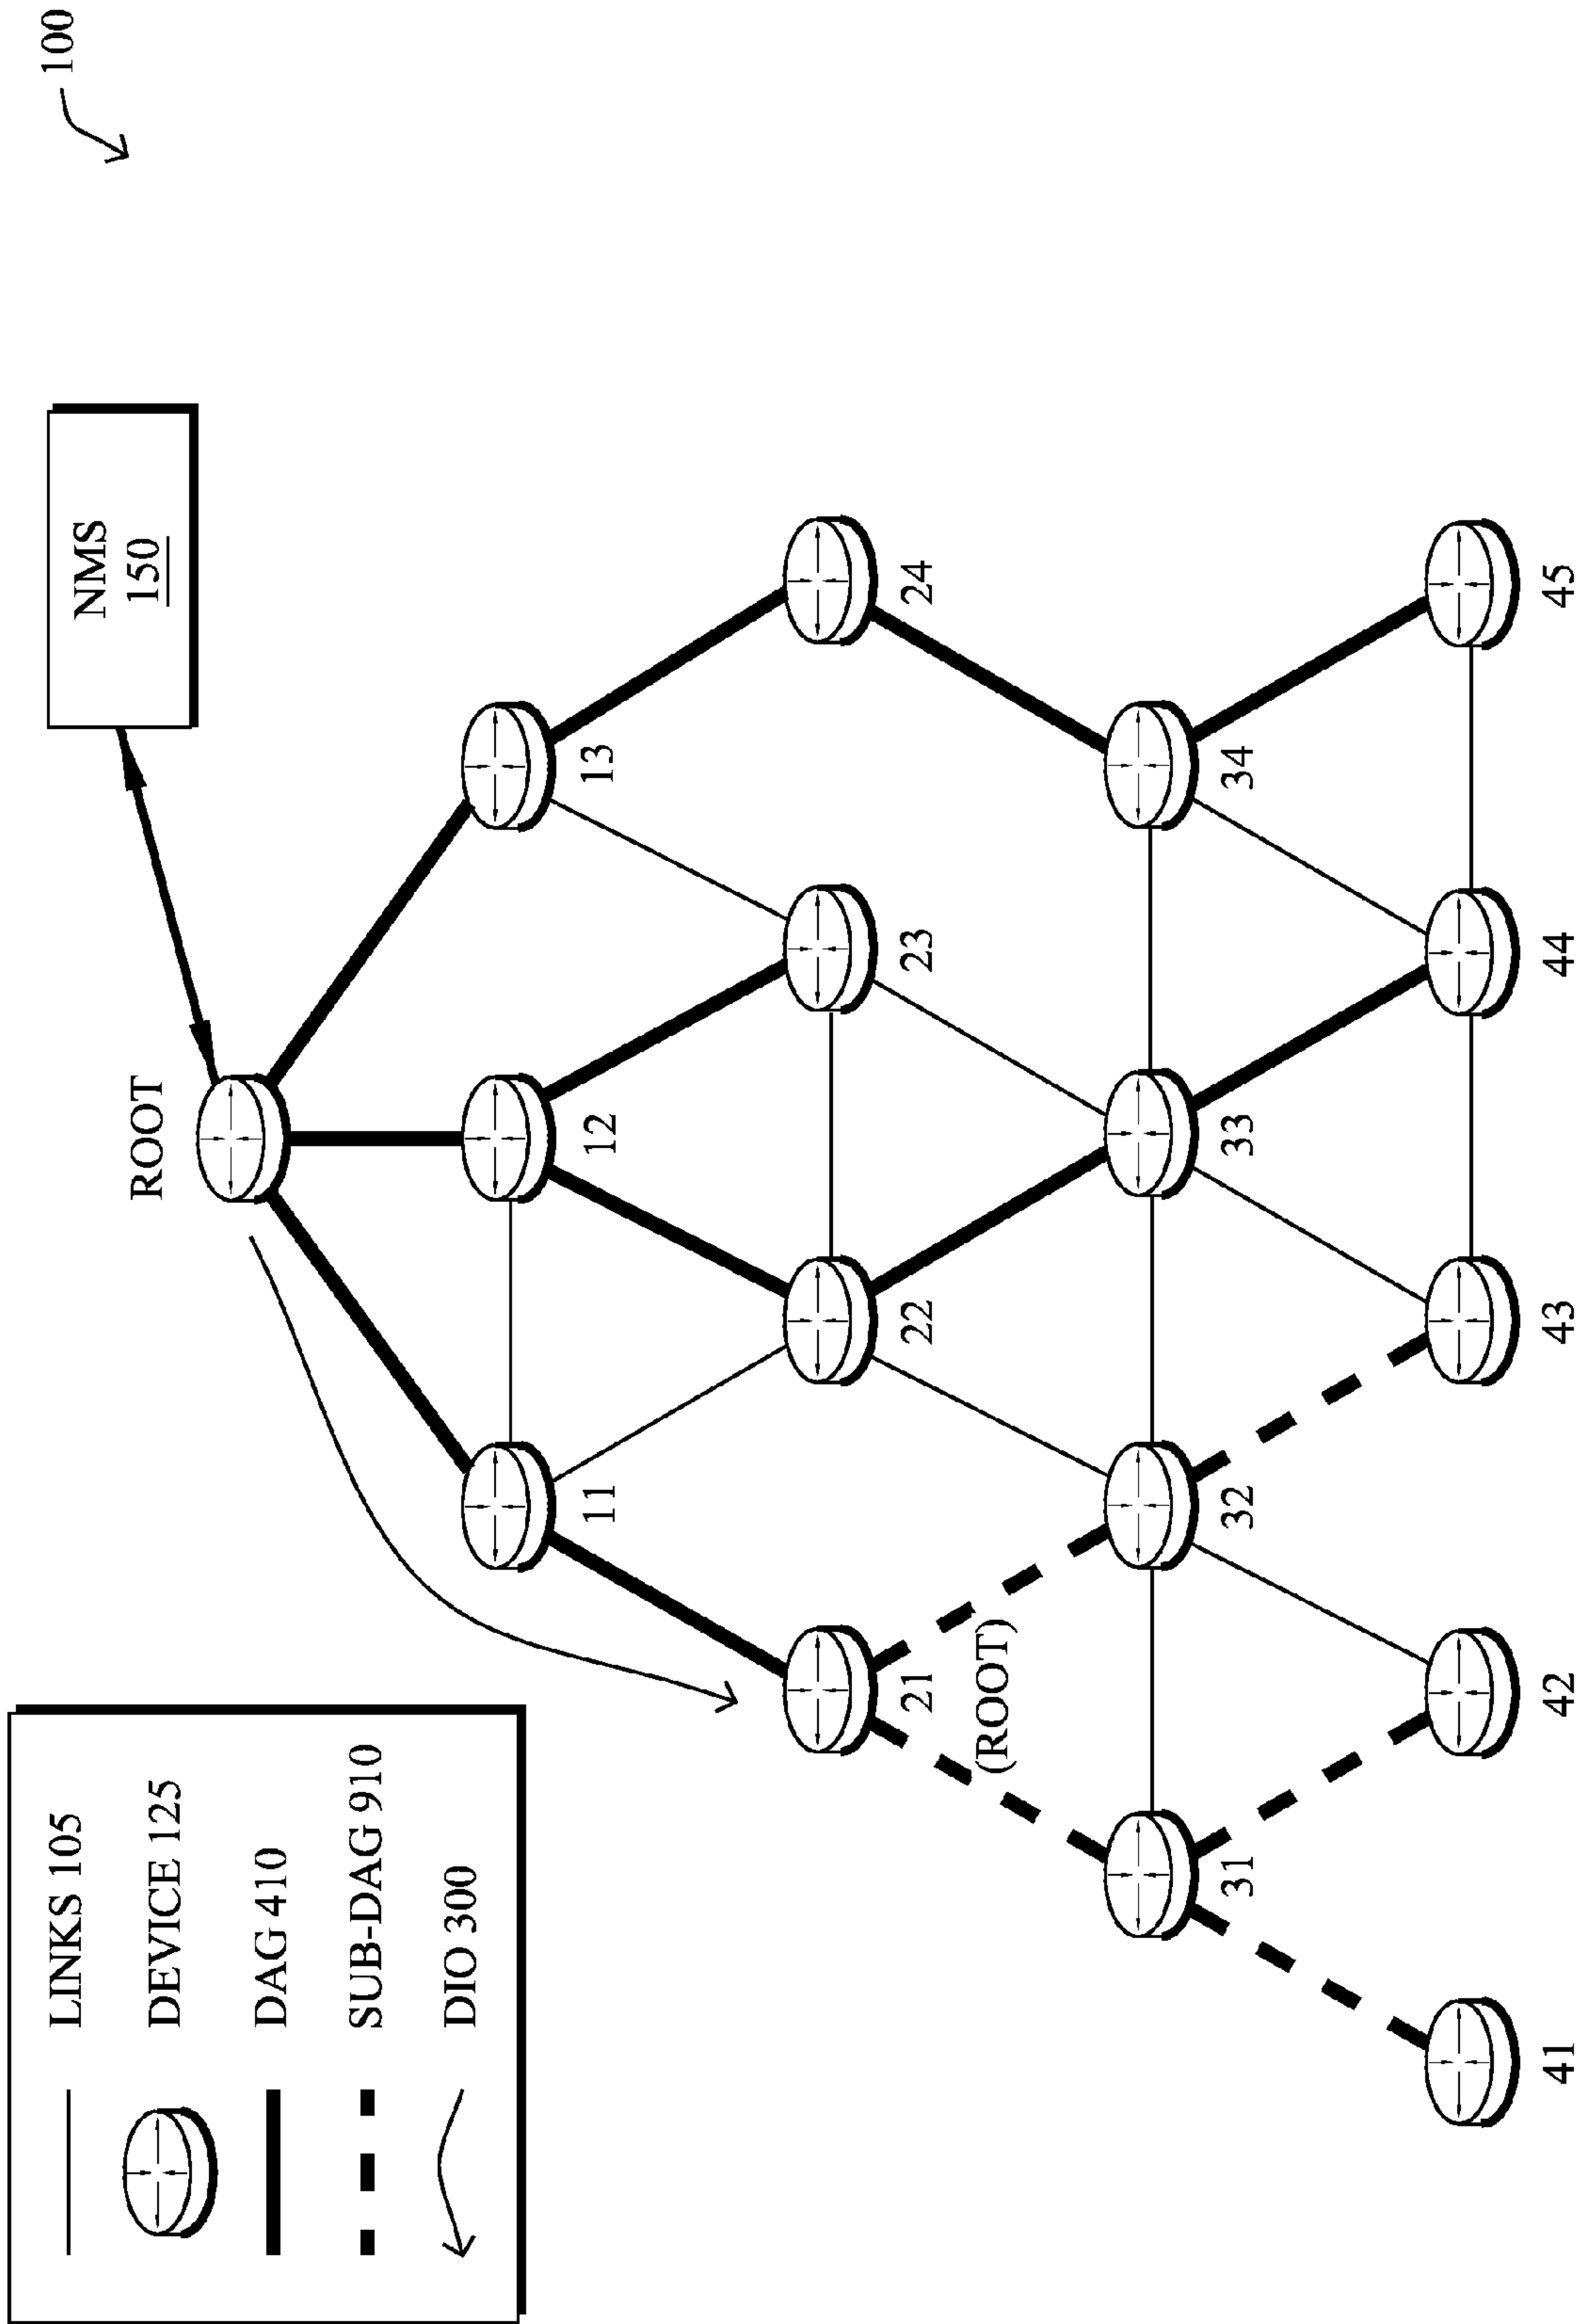 100
NMS
150
ROOT
LINKS 105
DEVICE 125
DAG 410
SUB-DAG 910
DIO 300
11
12
13
21
22
23
24
(ROOT)
31
32
33
34
41
42
43
44
45